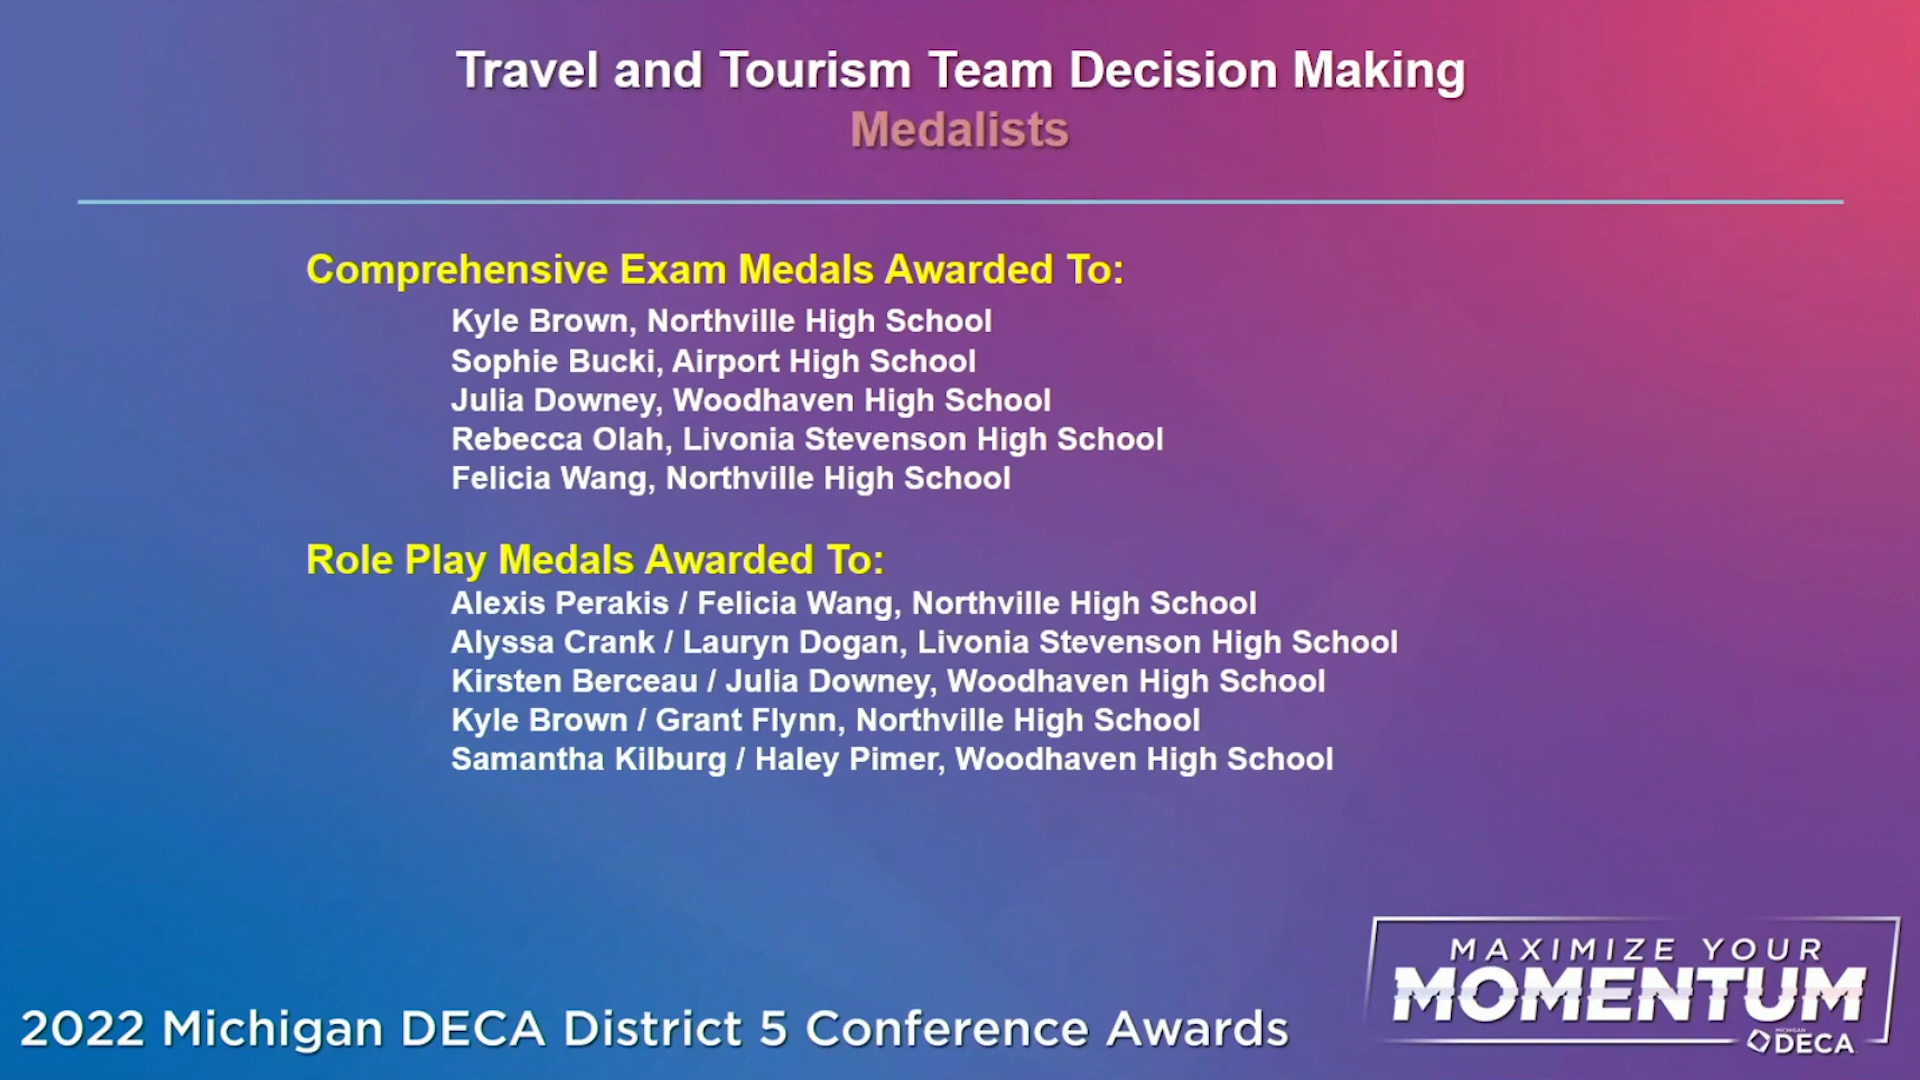 Travel and Tourism Team Decision Making
Medalists
Comprehensive Exam Medals Awarded To:
Kyle Brown, Northville High School
Sophie Bucki, Airport High School
Julia Downey, Woodhaven High School
Rebecca Olah, Livonia Stevenson High School
Felicia Wang, Northville High School
Role Play Medals Awarded To:
Alexis Perakis / Felicia Wang, Northville High School
Alyssa Crank / Lauryn Dogan, Livonia Stevenson High School
Kirsten Berceau / Julia Downey, Woodhaven High School
Kyle Brown / Grant Flynn, Northville High School
Samantha Kilburg / Haley Pimer, Woodhaven High School
2022 Michigan DECA District 5 Conference Awards
MAXIMIZE YOUR
MOMENTUM
MICHIGAN
DECA